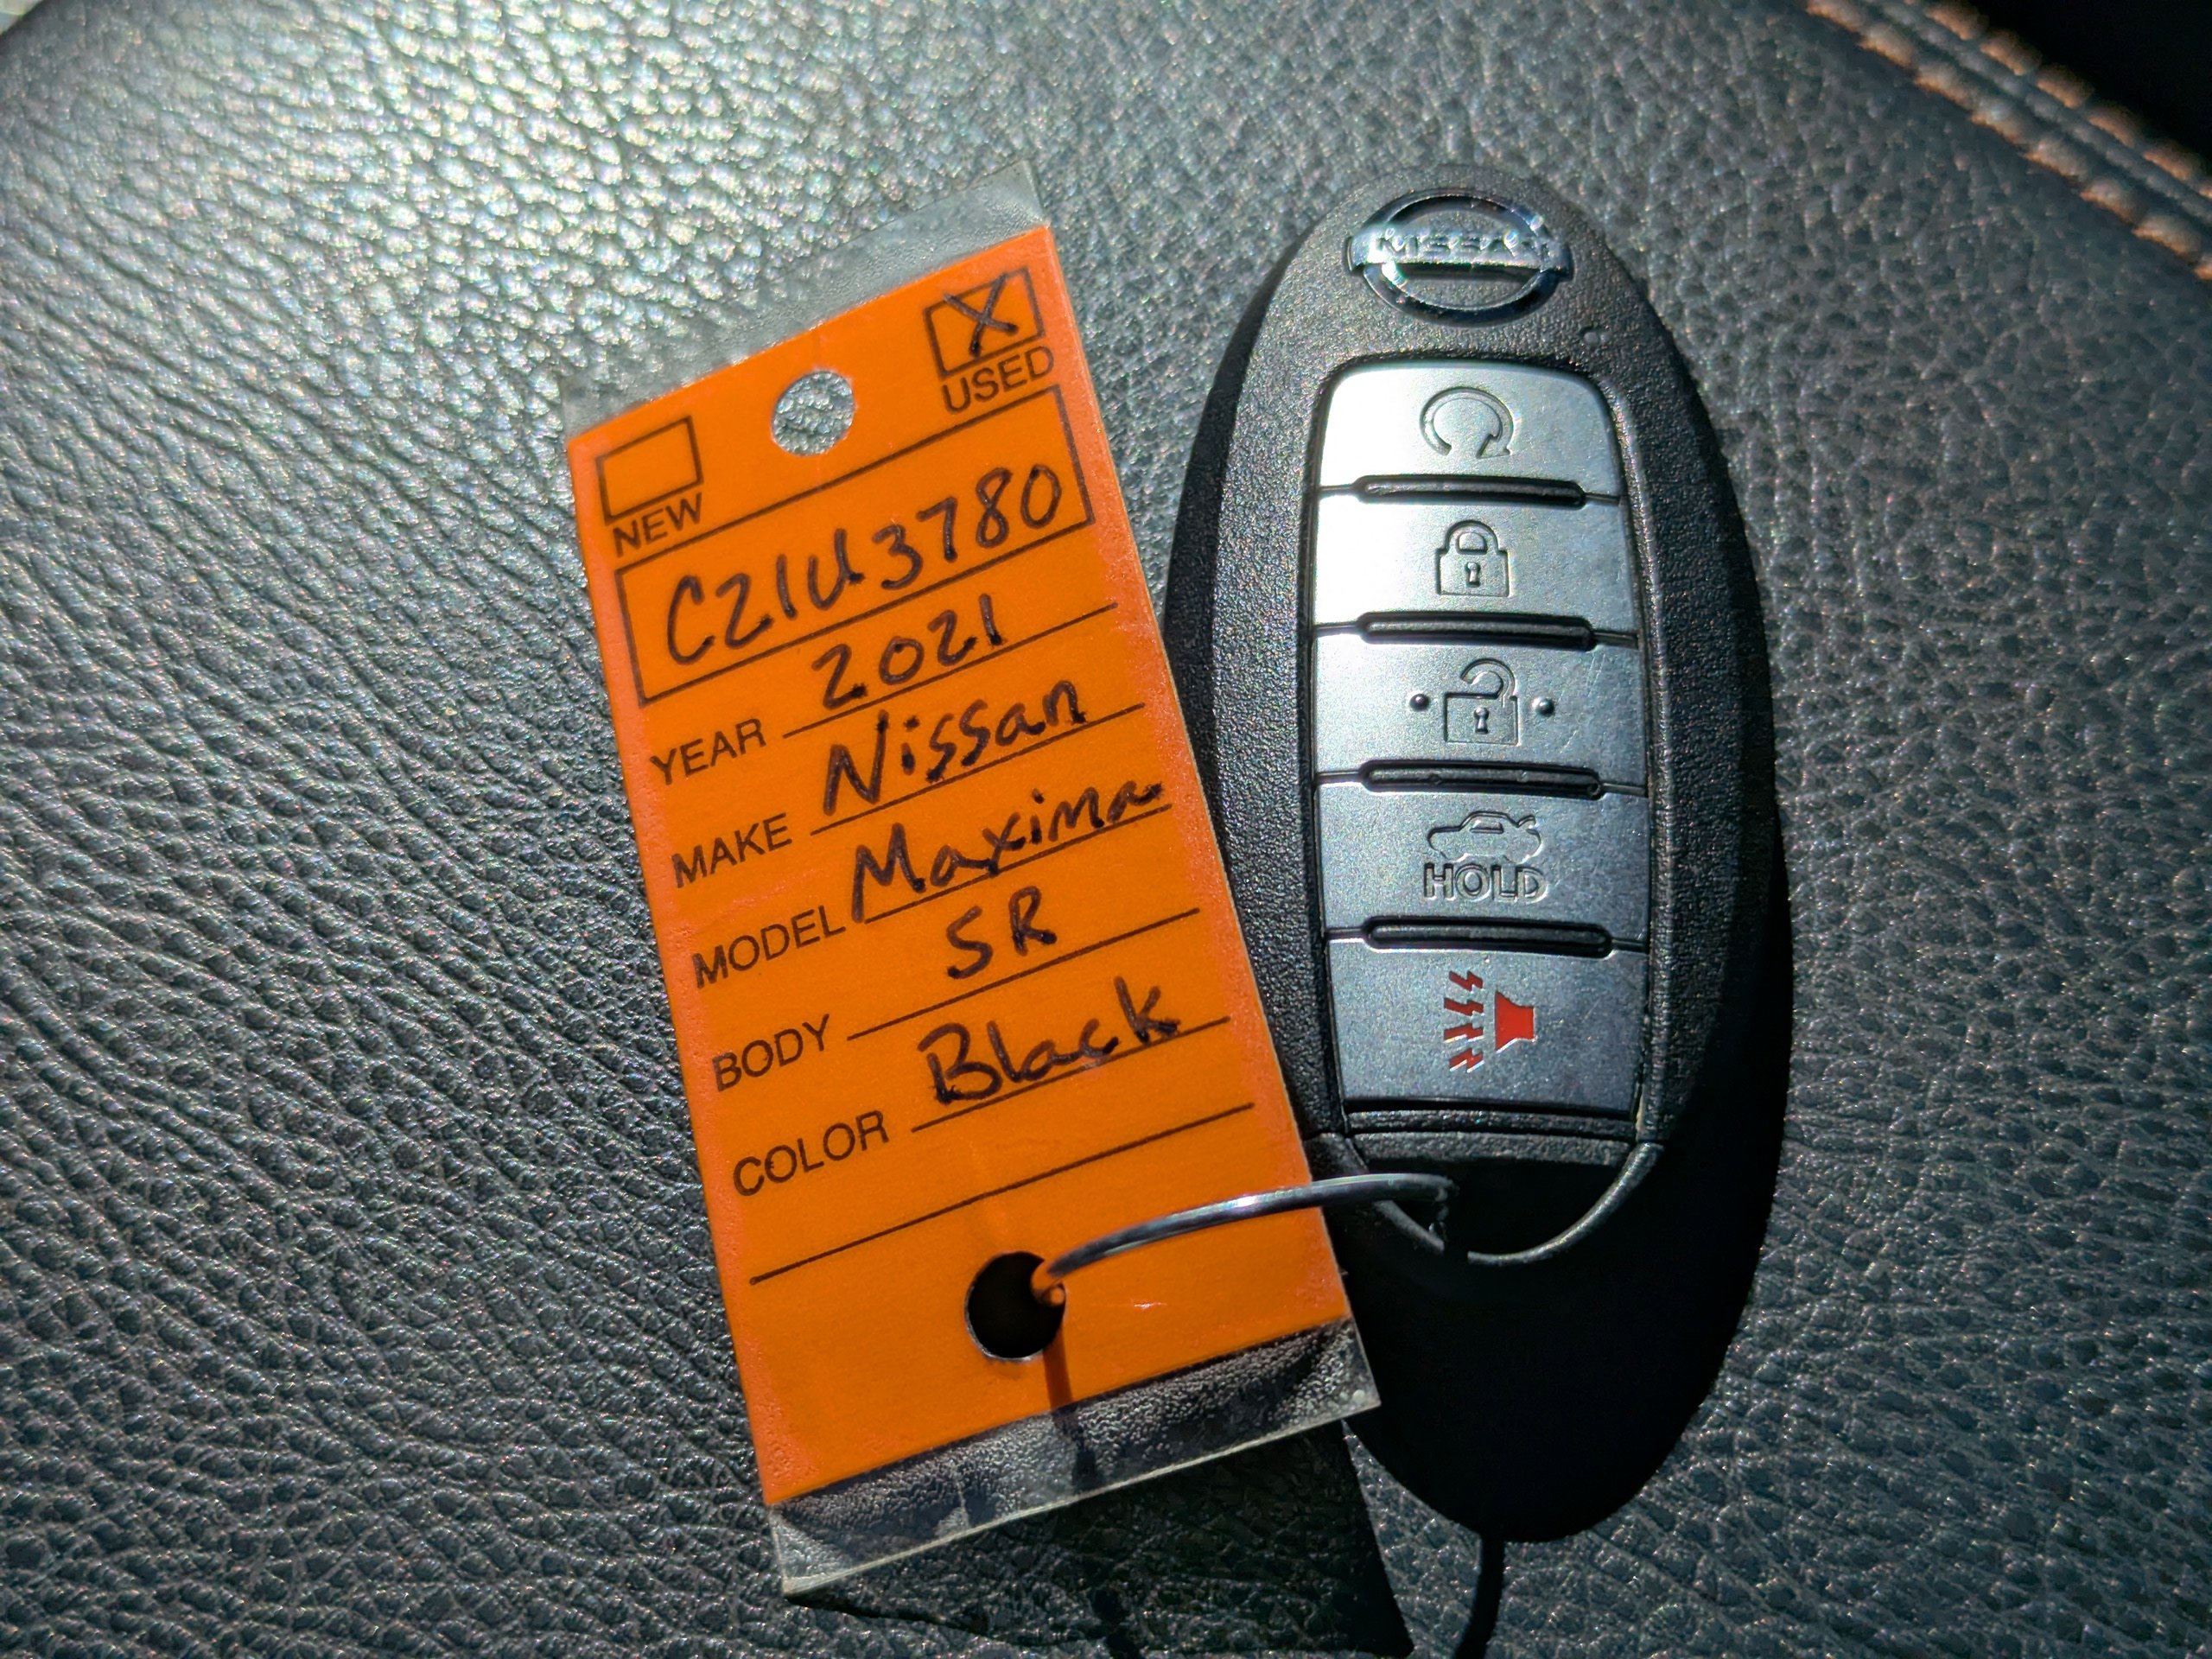 X
NEW USED
C21U3780
YEAR 2021
MAKE Nissan
MODEL Maxima
BODY SR
COLOR Black
NISSAN
HOLD